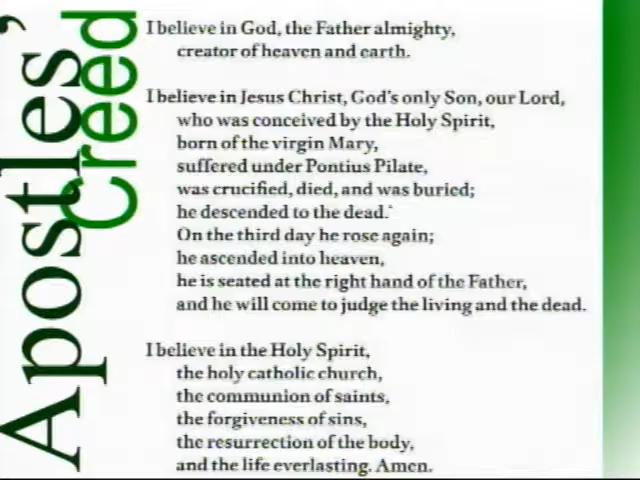 Apostles'
Creed
I believe in God, the Father almighty,
creator of heaven and earth.
I believe in Jesus Christ, God's only Son, our Lord,
who was conceived by the Holy Spirit,
born of the virgin Mary,
suffered under Pontius Pilate,
was crucified, died, and was buried;
he descended to the dead.*
On the third day he rose again;
he ascended into heaven,
he is seated at the right hand of the Father,
and he will come to judge the living and the dead.
I believe in the Holy Spirit,
the holy catholic church,
the communion of saints,
the forgiveness of sins,
the resurrection of the body,
and the life everlasting. Amen.